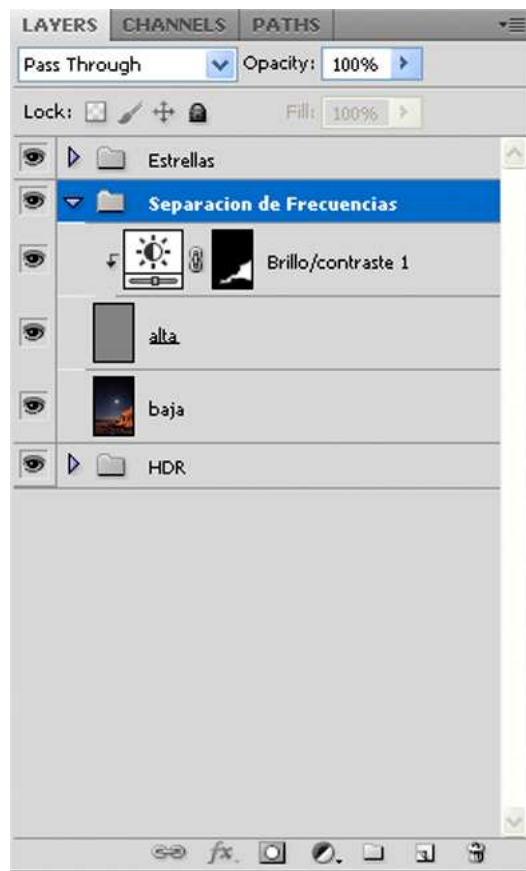 LAYERS CHANNELS PATHS
Pass Through Opacity: 100%
Lock: Fill: 100%
Estrellas
Separacion de Frecuencias
Brillo/contraste 1
alta
baja
HDR
fx.